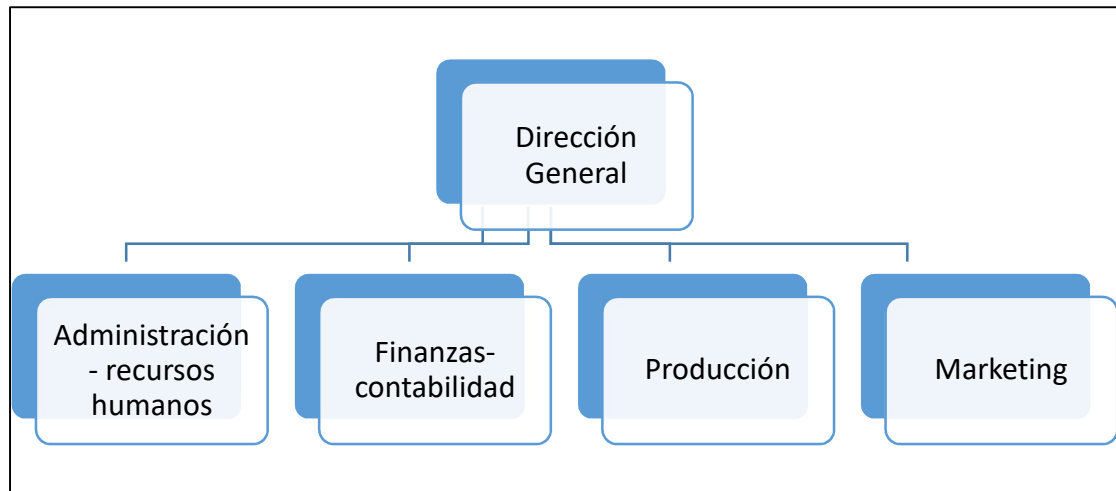 Dirección
General
Administración
- recursos
humanos
Finanzas-
contabilidad
Producción
Marketing